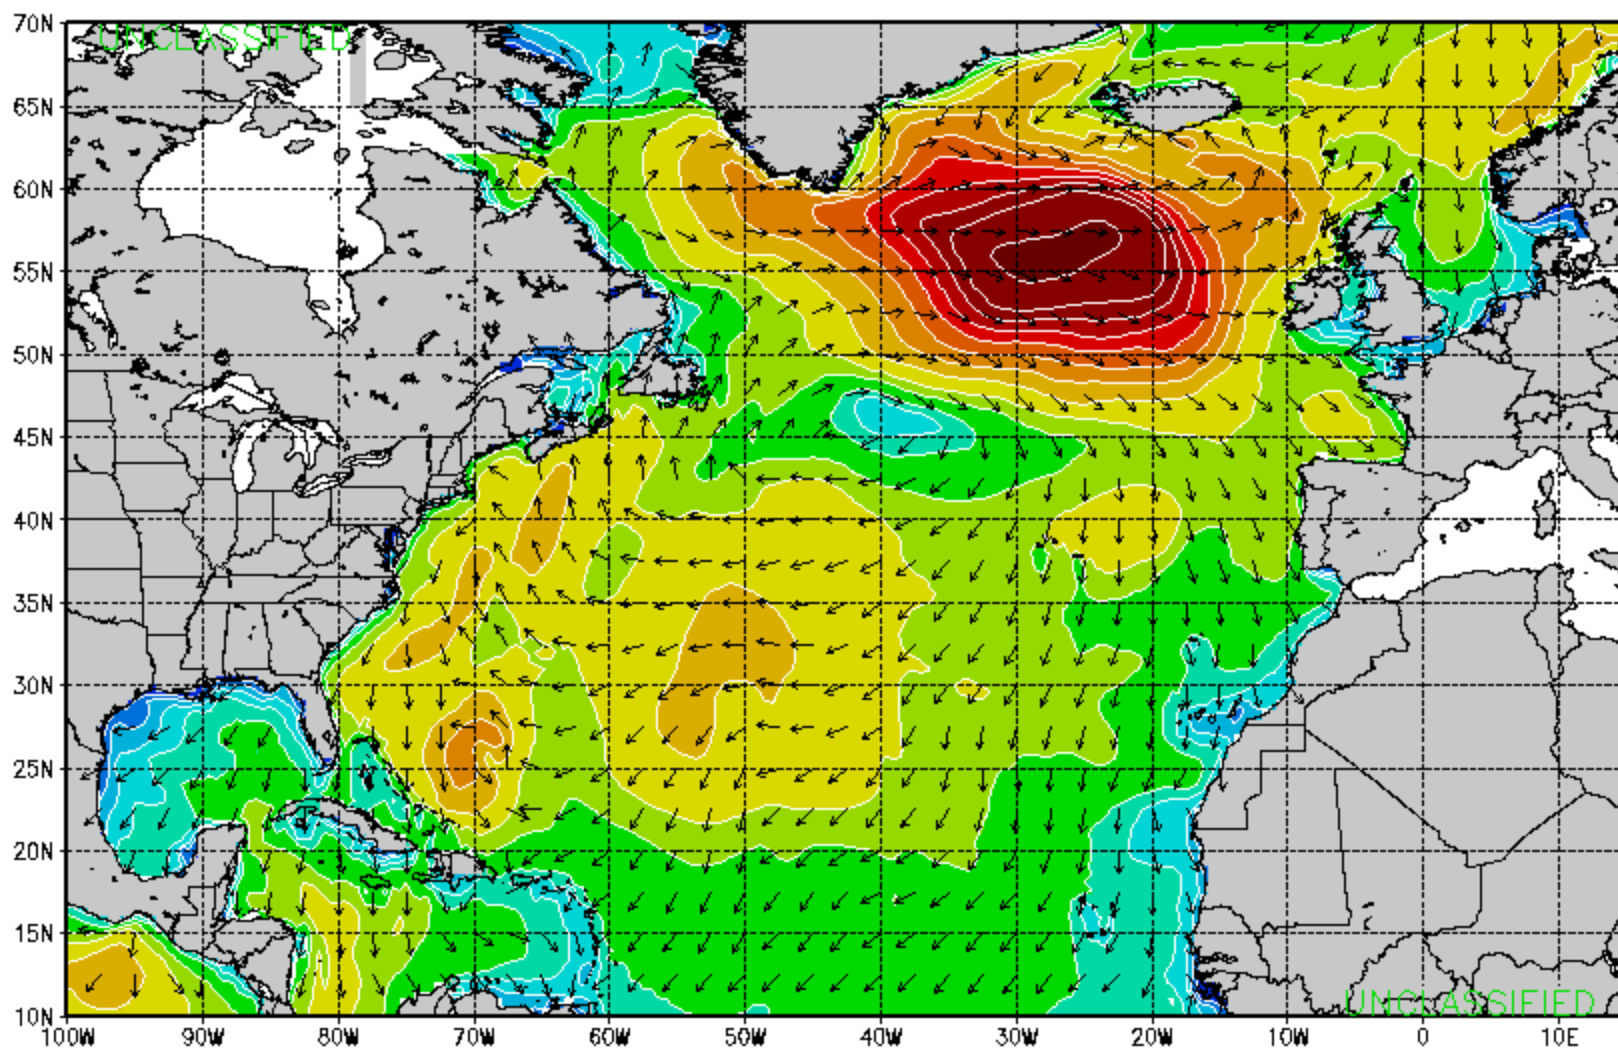 UNCLASSIFIED
70N
65N
60N
55N
50N
45N
40N
35N
30N
25N
20N
15N
UNCLASSIFIED
10N
100W 90W 80W 70W 60W 50W 40W 30W 20W 10W 0 10E